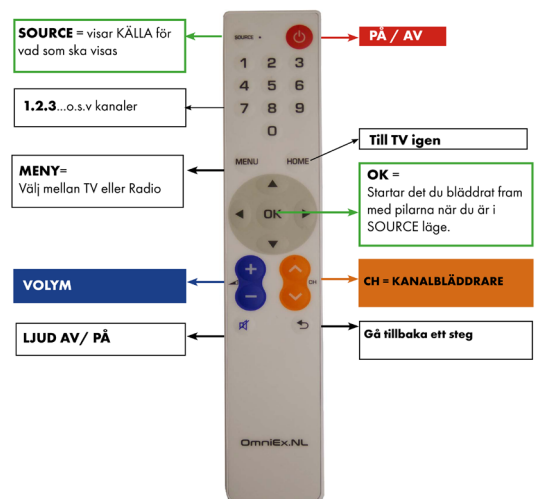 SOURCE = visar KÄLLA för
vad som ska visas
SOURCE
PÅ / AV
1 2 3
4 5 6
7 8 9
0
1.2.3...o.s.v kanaler
Till TV igen
MENU HOME
MENY=
Välj mellan TV eller Radio
OK =
Startar det du bläddrat fram
med pilarna när du är i
SOURCE läge.
OK
+
−
CH
VOLYM
CH = KANALBLÄDDRARE
LJUD AV/ PÅ
Gå tillbaka ett steg
OmniEx.NL